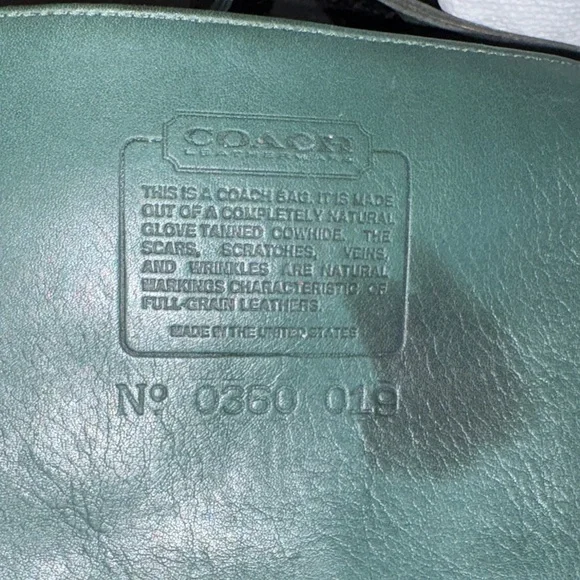 COACH
LEATHERWARE
THIS IS A COACH BAG. IT IS MADE
OUT OF A COMPLETELY NATURAL
GLOVE TANNED COWHIDE. THE
SCARS, SCRATCHES, VEINS,
AND WRINKLES ARE NATURAL
MARKINGS CHARACTERISTIC OF
FULL-GRAIN LEATHERS.
MADE IN THE UNITED STATES
Nº 0360 019